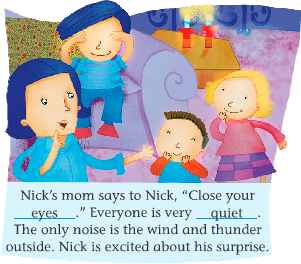 Nick's mom says to Nick, “Close your
eyes.” Everyone is very quiet.
The only noise is the wind and thunder
outside. Nick is excited about his surprise.